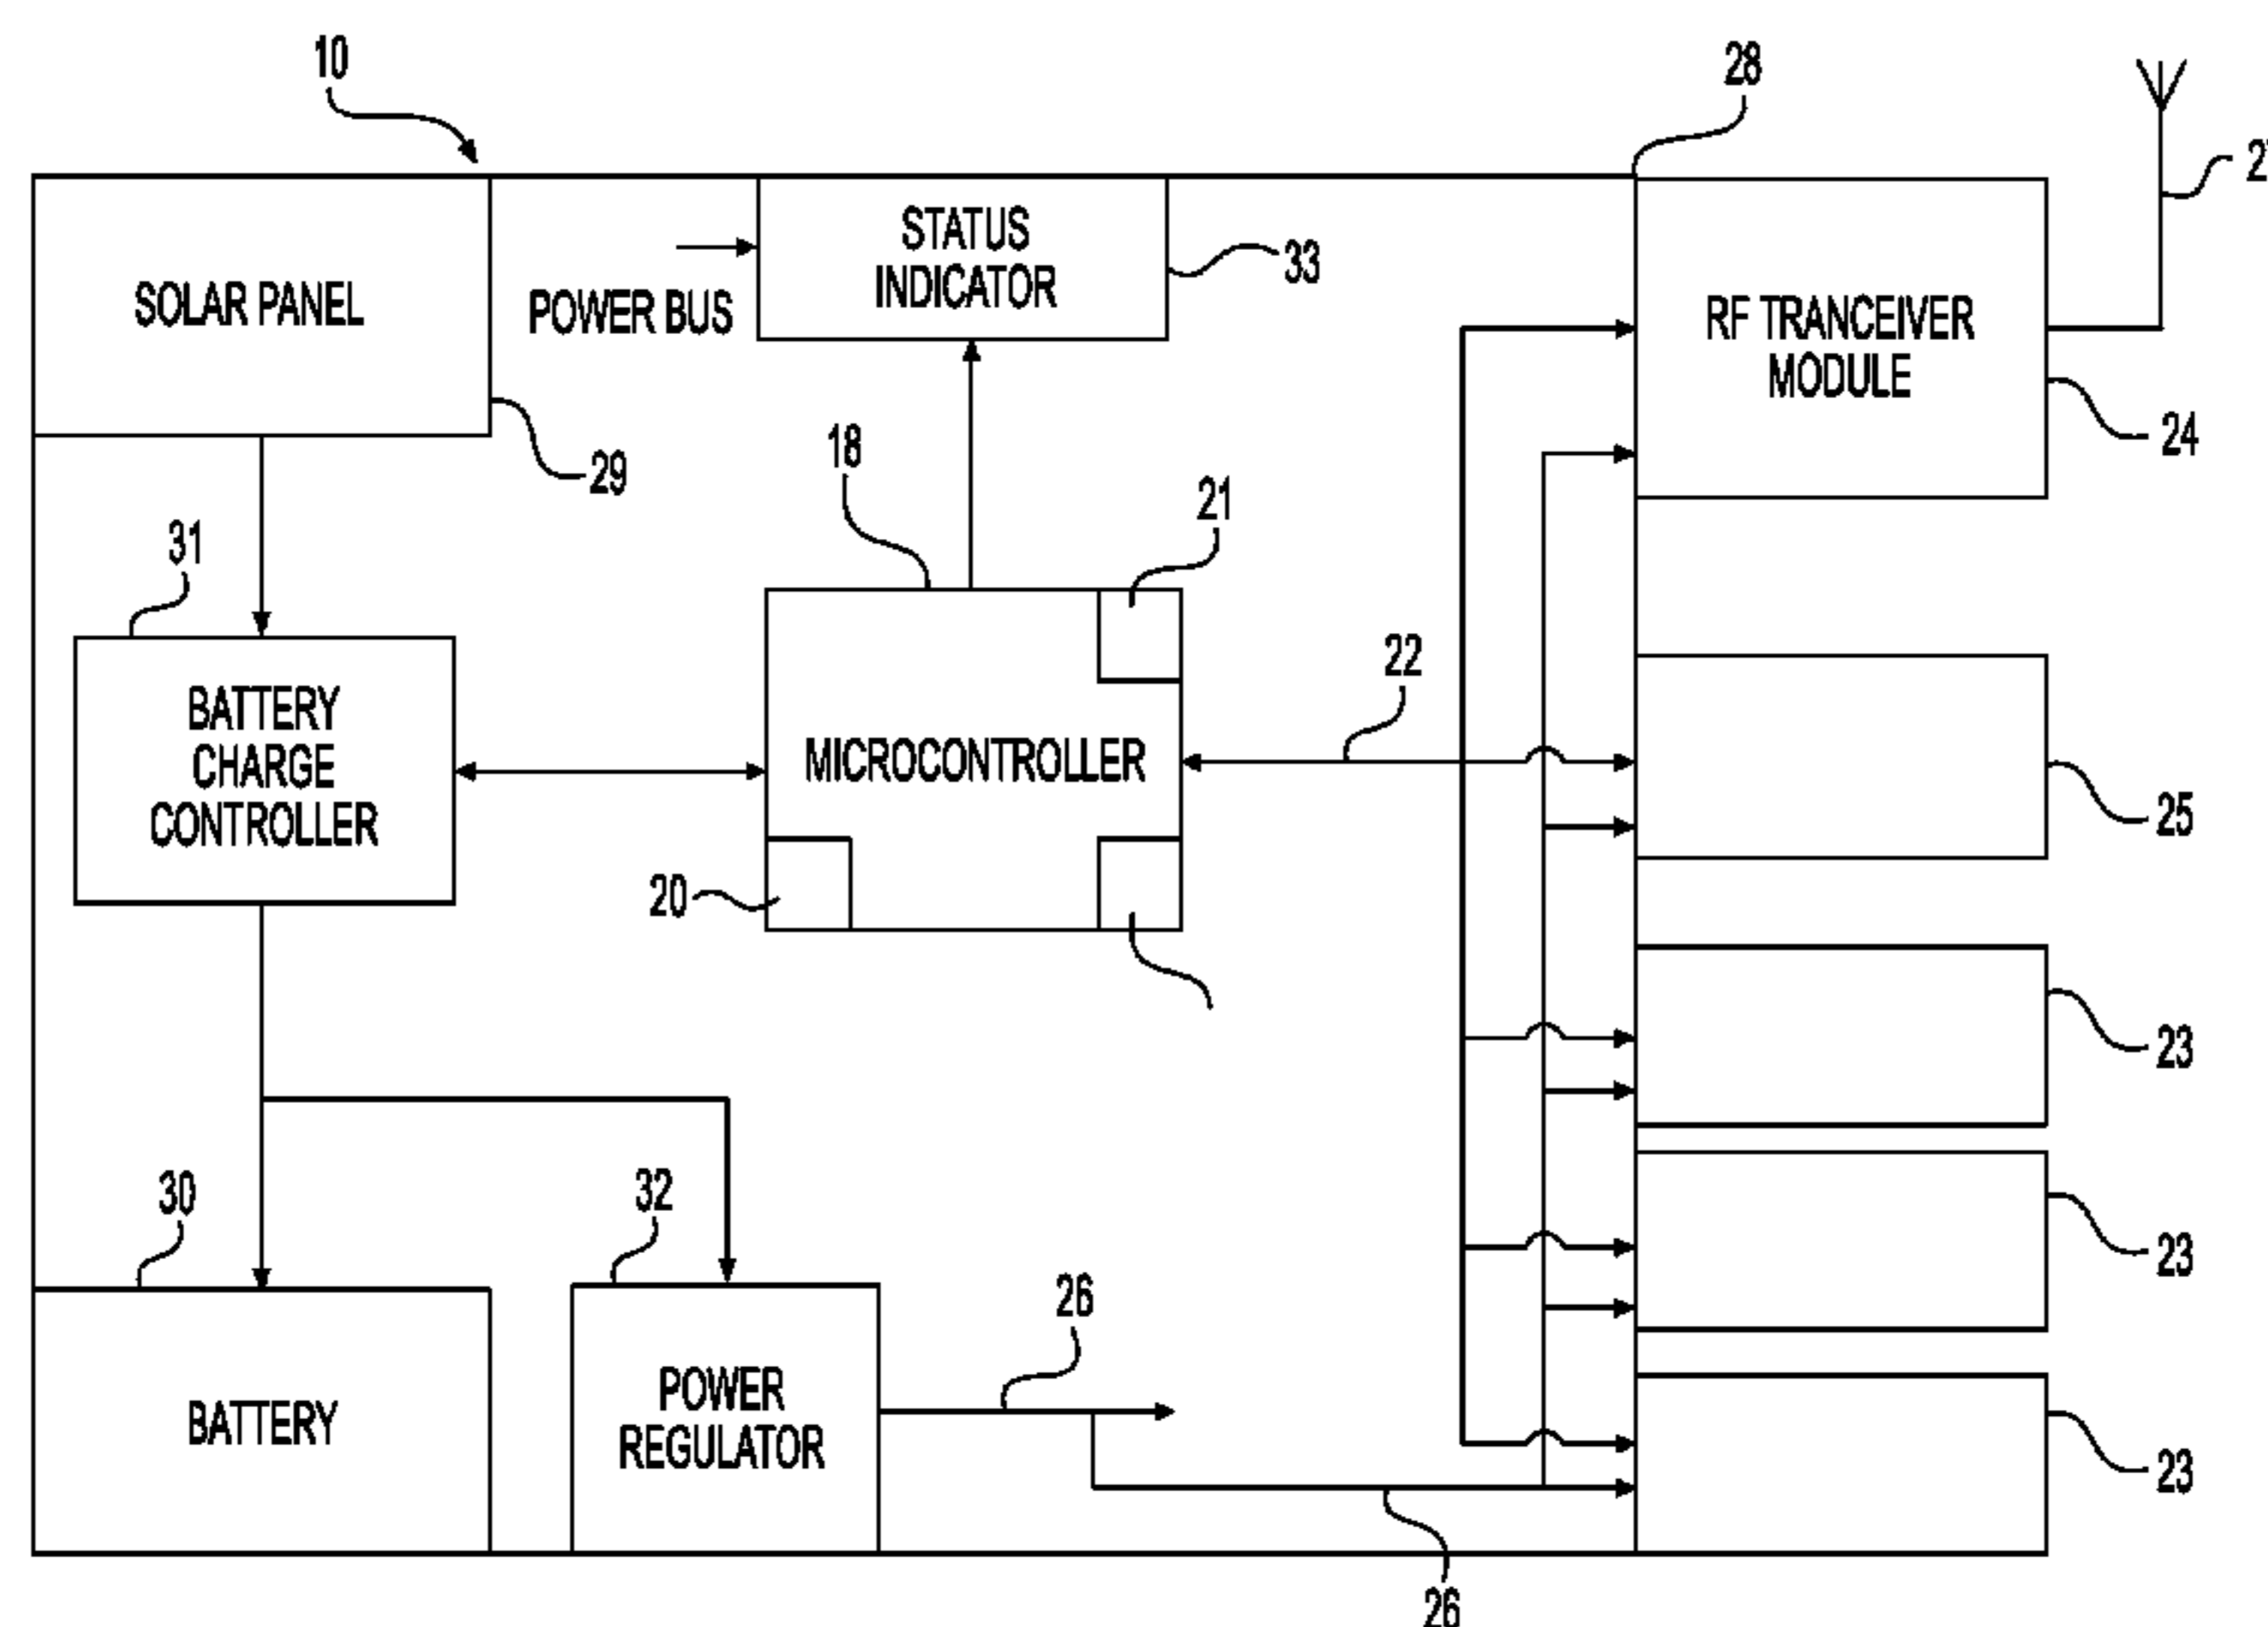 10
28
STATUS
INDICATOR
33
SOLAR PANEL
POWER BUS
RF TRANCEIVER
MODULE
24
29
18
21
31
22
BATTERY
CHARGE
CONTROLLER
MICROCONTROLLER
25
20
23
30
32
23
26
BATTERY
POWER
REGULATOR
23
26